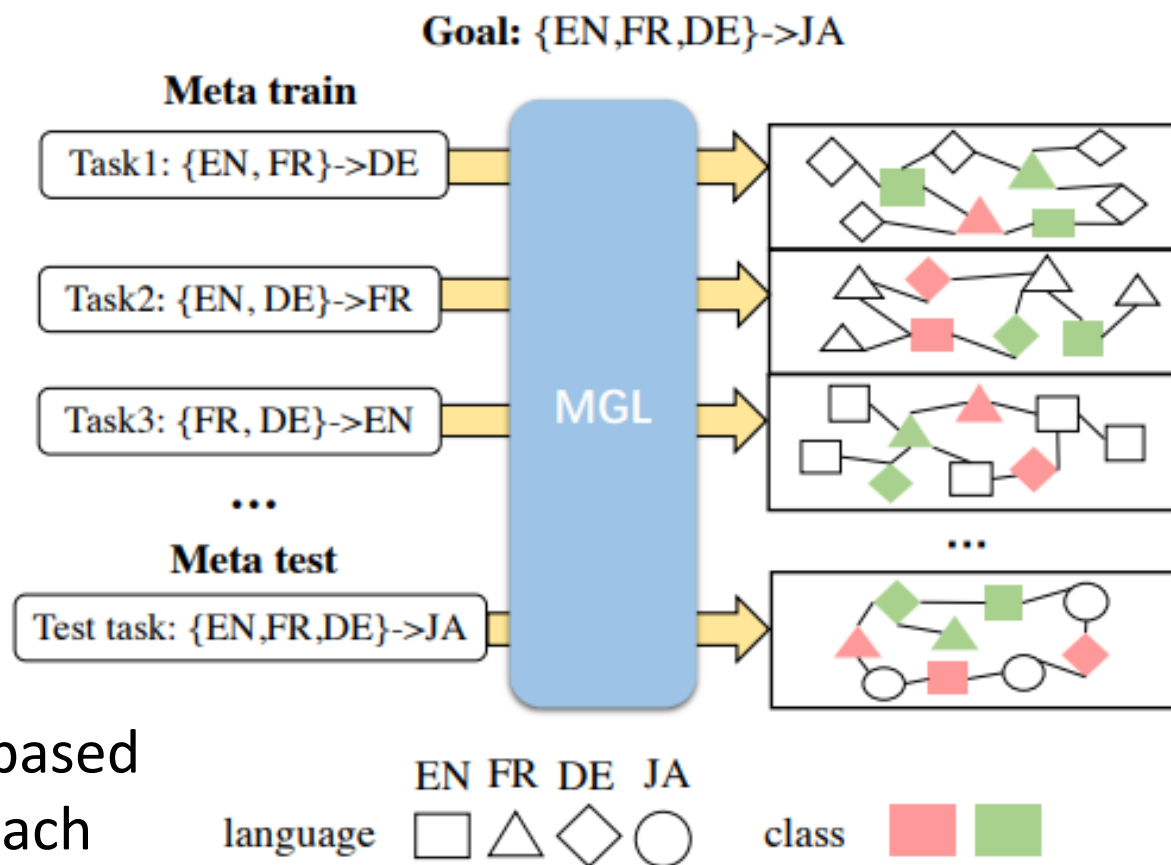 Goal: {EN,FR,DE}->JA
Meta train
Task1: {EN, FR}->DE
Task2: {EN, DE}->FR
Task3: {FR, DE}->EN
...
MGL
...
Meta test
Test task: {EN,FR,DE}->JA
based
ach
EN FR DE JA
language
class